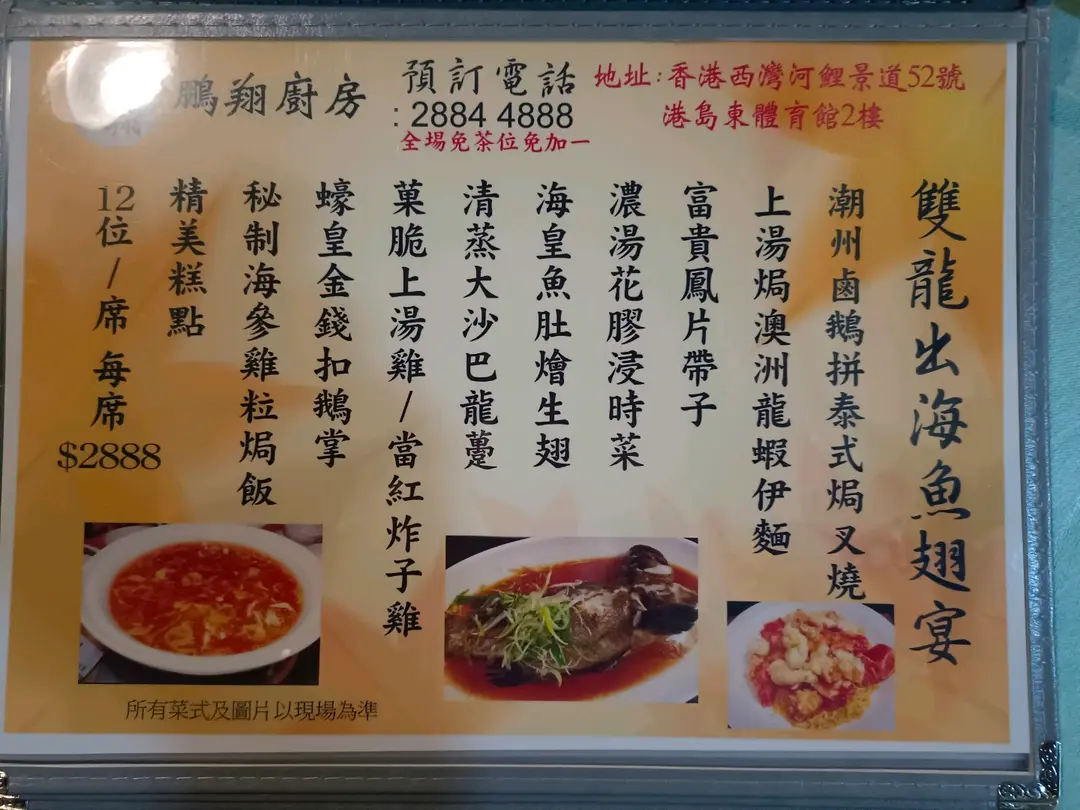 鵬翔廚房
預訂電話
: 2884 4888
全場免茶位免加一
地址:香港西灣河鯉景道52號
港島東體育館2樓
雙龍出海魚翅宴
潮州鹵鵝拼泰式焗叉燒
上湯焗澳洲龍蝦伊麵
富貴鳳片帶子
濃湯花膠浸時菜
海皇魚肚燴生翅
清蒸大沙巴龍躉
菓脆上湯雞/當紅炸子雞
蠔皇金錢扣鵝掌
秘制海參雞粒焗飯
精美糕點
12位/席 每席
$2888
所有菜式及圖片以現場為準